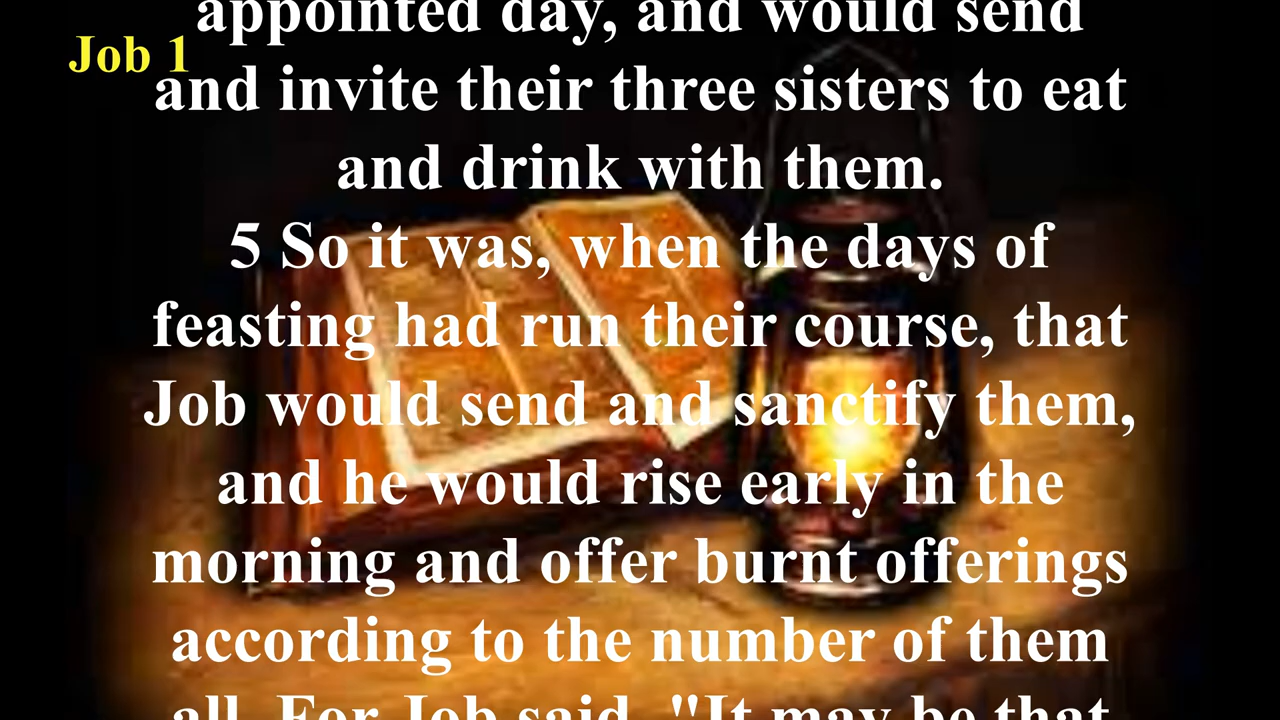 appointed day, and would send
Job 1
and invite their three sisters to eat
and drink with them.
5 So it was, when the days of
feasting had run their course, that
Job would send and sanctify them,
and he would rise early in the
morning and offer burnt offerings
according to the number of them
all. For Job said, "It may be that